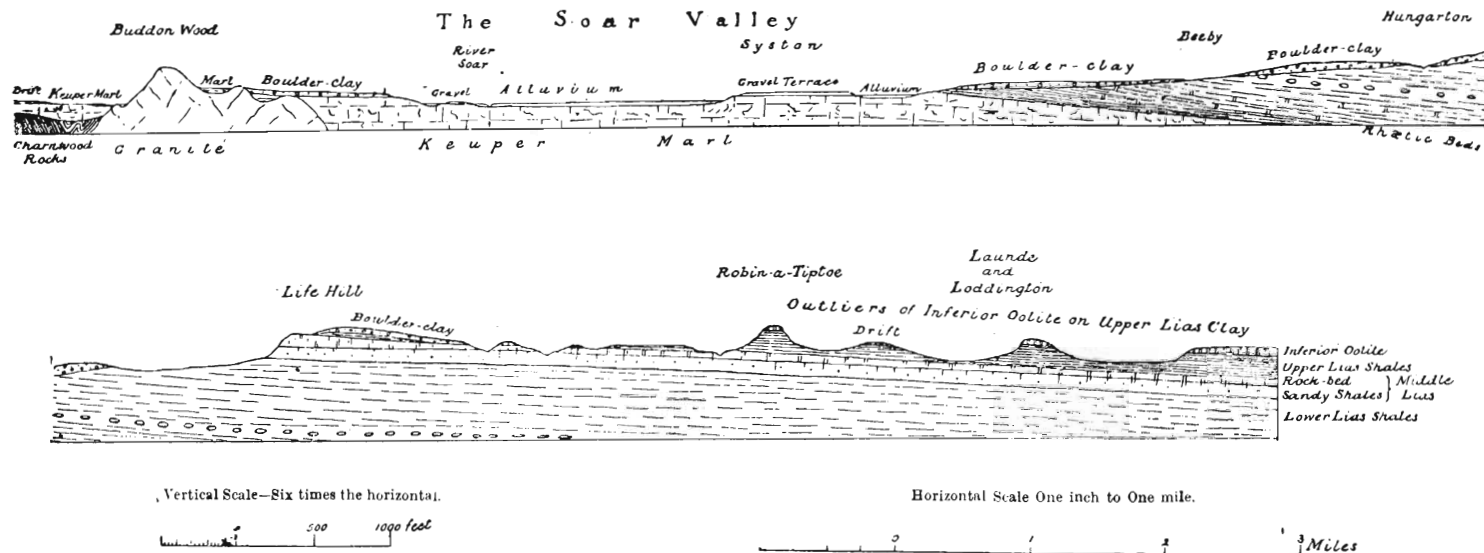 The Soar Valley
Buddon Wood
River
Soar
Syston
Beeby
Hungarton
Drift
Keuper Marl
Marl
Boulder-clay
Gravel
Alluvium
Gravel Terrace
Alluvium
Boulder-clay
Boulder-clay
Charnwood
Rocks
Granite
Keuper Marl
Rhætic Beds
Life Hill
Boulder-clay
Robin-a-Tiptoe
Launde
and
Loddington
Outliers of Inferior Oolite on Upper Lias Clay
Drift
Inferior Oolite
Upper Lias Shales
Rock-bed } Middle
Sandy Shales } Lias
Lower Lias Shales
Vertical Scale—Six times the horizontal.
0 500 1000 feet
Horizontal Scale One inch to One mile.
0 1 2 3 Miles